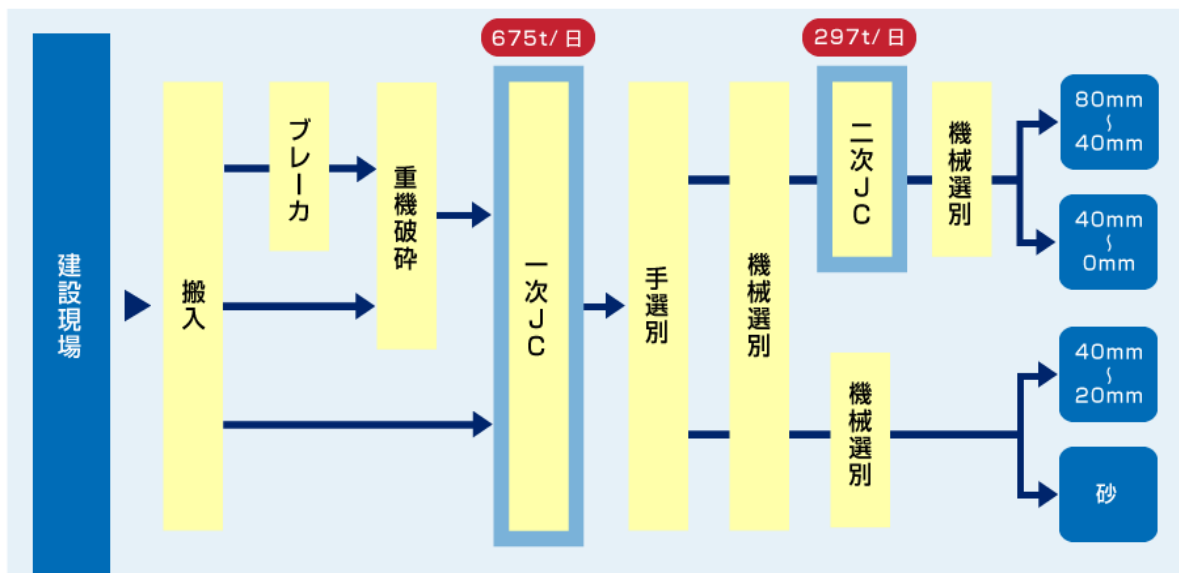 675t/日
297t/日
建設現場
搬入
ブレーカ
重機破砕
一次JC
手選別
機械選別
二次JC
機械選別
機械選別
80mm
〜
40mm
40mm
〜
0mm
40mm
〜
20mm
砂